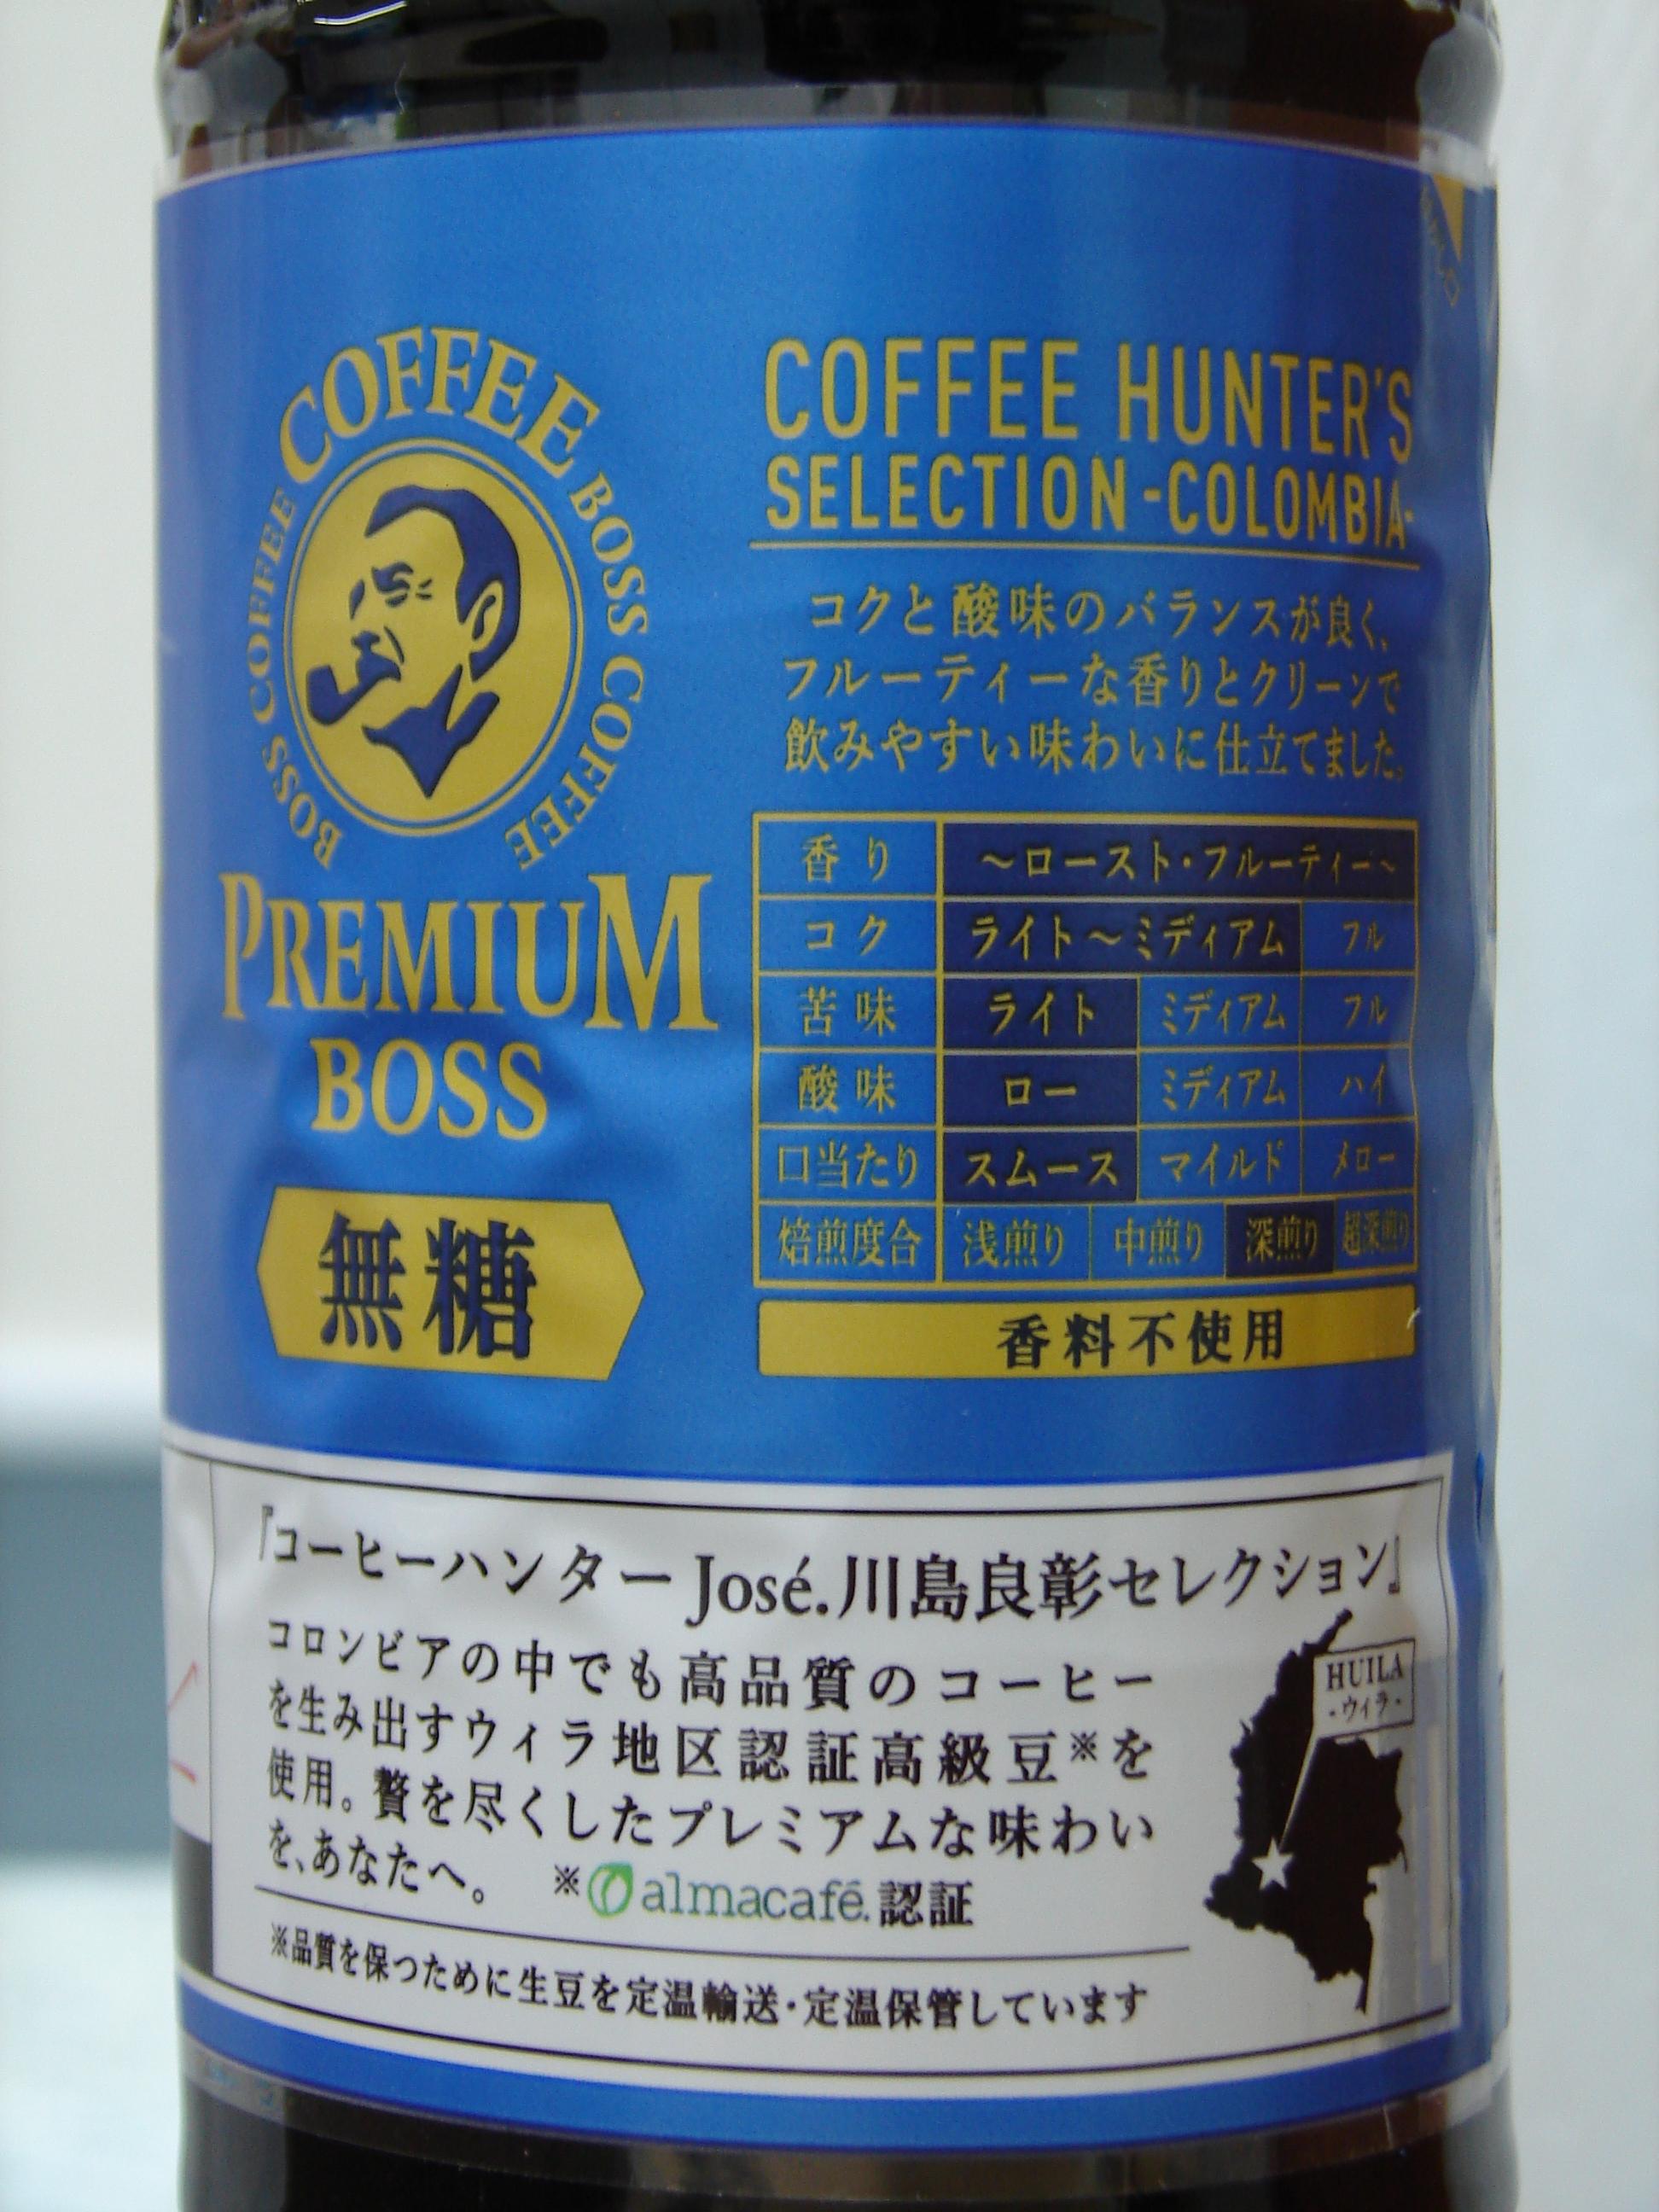 COFFEE
BOSS COFFEE BOSS COFFEE
BOSS COFFEE
PREMIUM
BOSS
無糖
COFFEE HUNTER'S
SELECTION -COLOMBIA-
コクと酸味のバランスが良く、
フルーティーな香りとクリーンで
飲みやすい味わいに仕立てました。
香り ～ロースト・フルーティー～
コク ライト～ミディアム フル
苦味 ライト ミディアム フル
酸味 ロー ミディアム ハイ
口当たり スムース マイルド メロー
焙煎度合 浅煎り 中煎り 深煎り 超深煎り
香料不使用
『コーヒーハンターJosé.川島良彰セレクション』
コロンビアの中でも高品質のコーヒー
を生み出すウィラ地区認証高級豆※を
使用。贅を尽くしたプレミアムな味わい
を、あなたへ。 ※almacafé.認証
※品質を保つために生豆を定温輸送・定温保管しています
HUILA
-ウィラ-